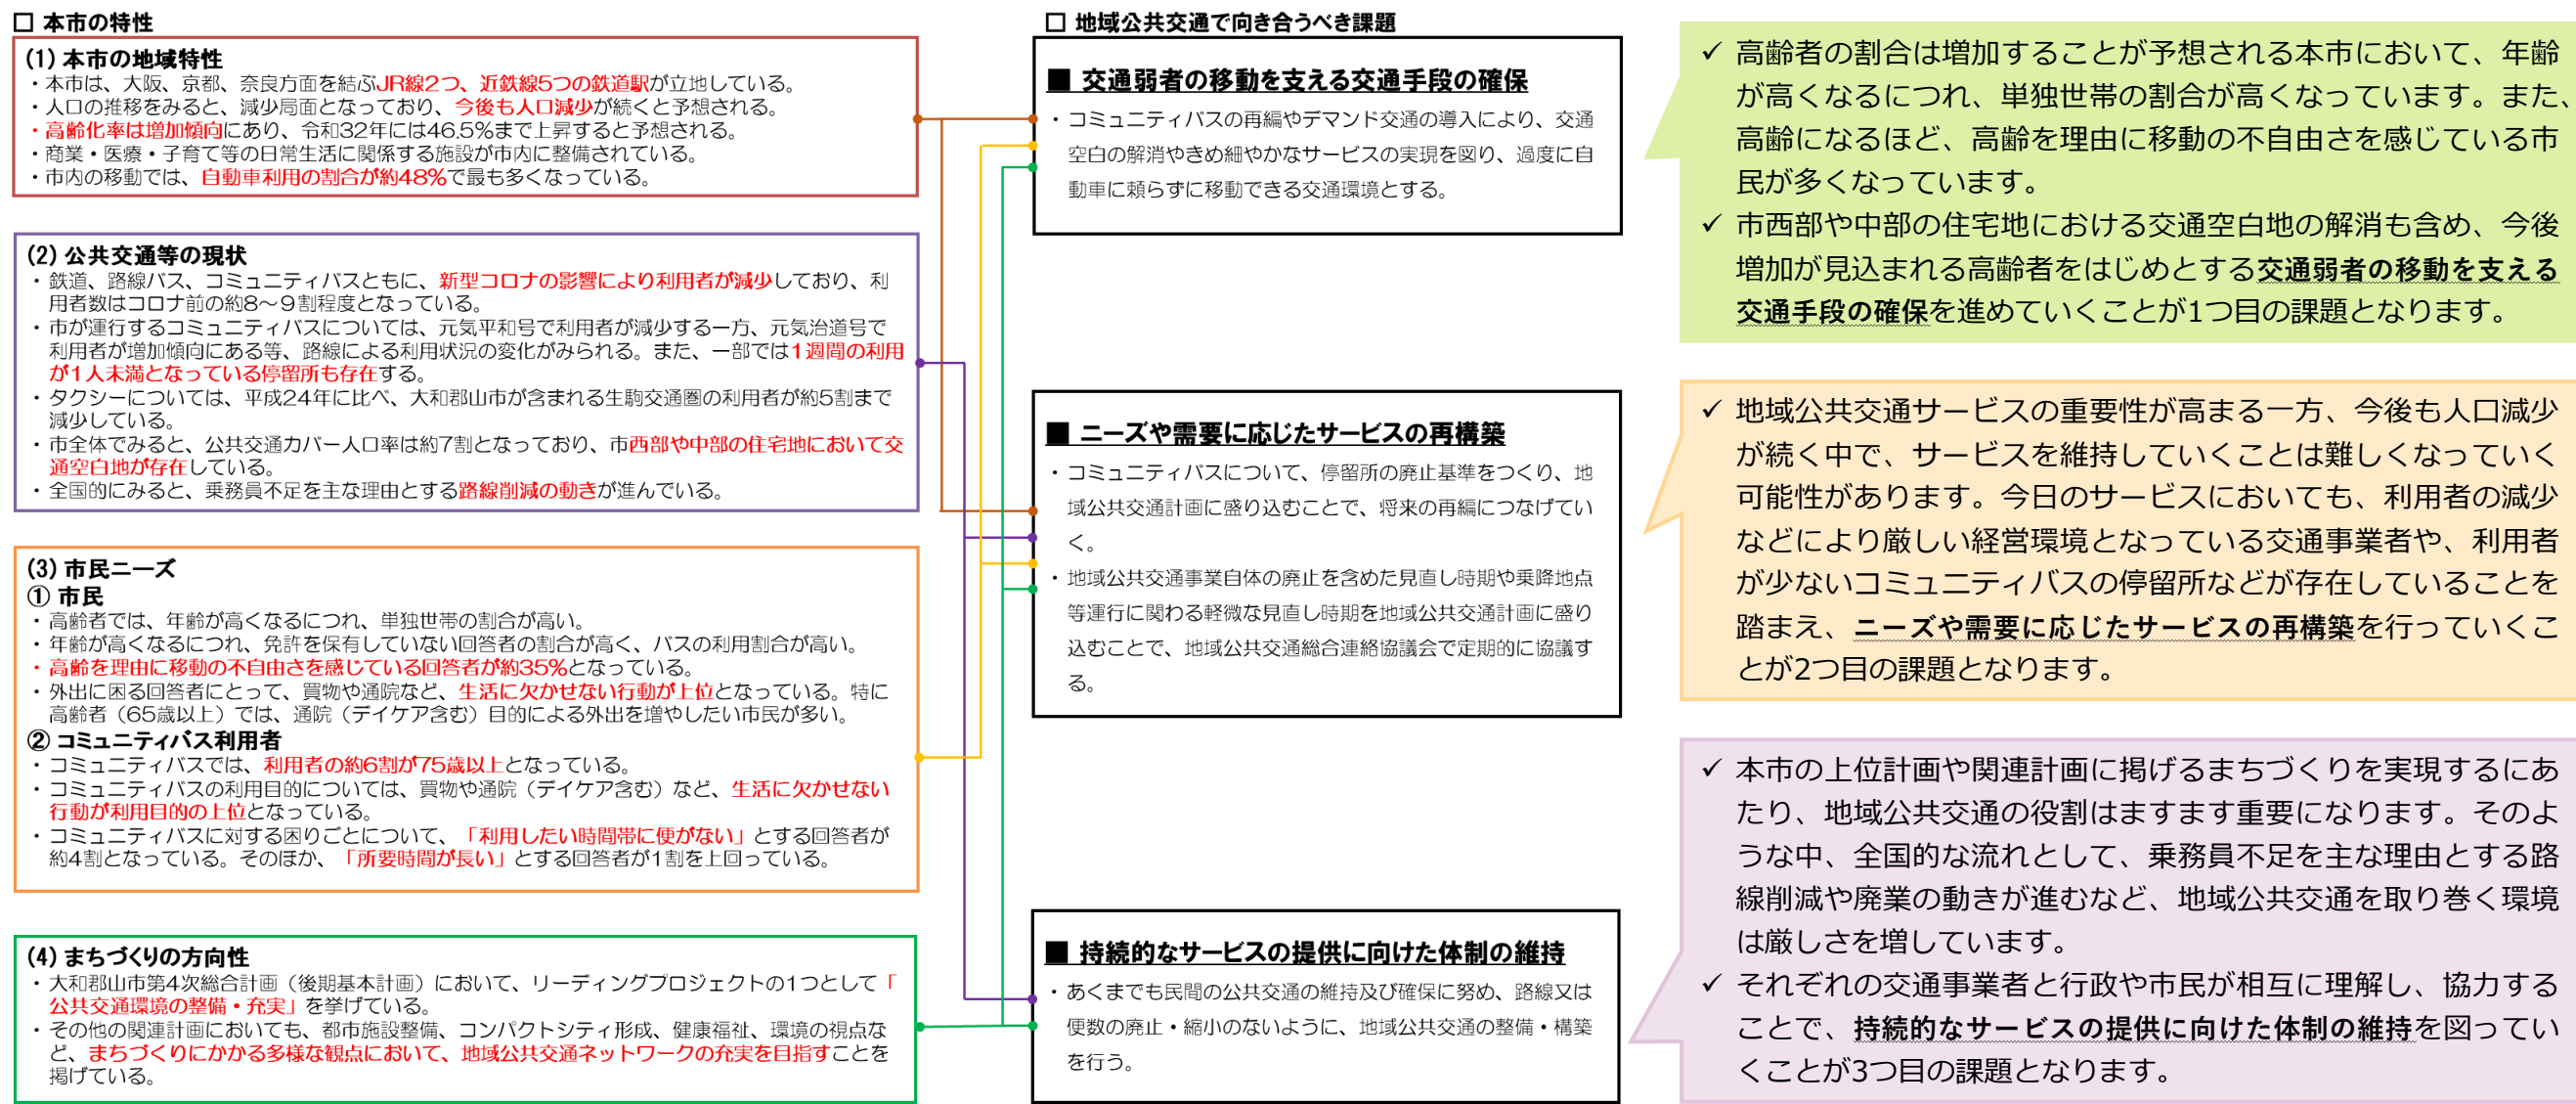 □ 本市の特性
(1) 本市の地域特性
・本市は、大阪、京都、奈良方面を結ぶJR線2つ、近鉄線5つの鉄道駅が立地している。
・人口の推移をみると、減少局面となっており、今後も人口減少が続くと予想される。
・高齢化率は増加傾向にあり、令和32年には46.5%まで上昇すると予想される。
・商業・医療・子育て等の日常生活に関係する施設が市内に整備されている。
・市内の移動では、自動車利用の割合が約48%で最も多くなっている。
(2) 公共交通等の現状
・鉄道、路線バス、コミュニティバスともに、新型コロナの影響により利用者が減少しており、利
用者数はコロナ前の約8～9割程度となっている。
・市が運行するコミュニティバスについては、元気平和号で利用者が減少する一方、元気治道号で
利用者が増加傾向にある等、路線による利用状況の変化がみられる。また、一部では1週間の利用
が1人未満となっている停留所も存在する。
・タクシーについては、平成24年に比べ、大和郡山市が含まれる生駒交通圏の利用者が約5割まで
減少している。
・市全体でみると、公共交通カバー人口率は約7割となっており、市西部や中部の住宅地において交
通空白地が存在している。
・全国的にみると、乗務員不足を主な理由とする路線削減の動きが進んでいる。
(3) 市民ニーズ
① 市民
・高齢者では、年齢が高くなるにつれ、単独世帯の割合が高い。
・年齢が高くなるにつれ、免許を保有していない回答者の割合が高く、バスの利用割合が高い。
・高齢を理由に移動の不自由さを感じている回答者が約35%となっている。
・外出に困る回答者にとって、買物や通院など、生活に欠かせない行動が上位となっている。特に
高齢者（65歳以上）では、通院（デイケア含む）目的による外出を増やしたい市民が多い。
② コミュニティバス利用者
・コミュニティバスでは、利用者の約6割が75歳以上となっている。
・コミュニティバスの利用目的については、買物や通院（デイケア含む）など、生活に欠かせない
行動が利用目的の上位となっている。
・コミュニティバスに対する困りごとについて、「利用したい時間帯に便がない」とする回答者が
約4割となっている。そのほか、「所要時間が長い」とする回答者が1割を上回っている。
(4) まちづくりの方向性
・大和郡山市第4次総合計画（後期基本計画）において、リーディングプロジェクトの1つとして「
公共交通環境の整備・充実」を挙げている。
・その他の関連計画においても、都市施設整備、コンパクトシティ形成、健康福祉、環境の視点な
ど、まちづくりにかかる多様な観点において、地域公共交通ネットワークの充実を目指すことを
掲げている。
□ 地域公共交通で向き合うべき課題
■ 交通弱者の移動を支える交通手段の確保
・コミュニティバスの再編やデマンド交通の導入により、交通
空白の解消やきめ細やかなサービスの実現を図り、過度に自
動車に頼らずに移動できる交通環境とする。
■ ニーズや需要に応じたサービスの再構築
・コミュニティバスについて、停留所の廃止基準をつくり、地
域公共交通計画に盛り込むことで、将来の再編につなげてい
く。
・地域公共交通事業自体の廃止を含めた見直し時期や乗降地点
等運行に関わる軽微な見直し時期を地域公共交通計画に盛り
込むことで、地域公共交通総合連絡協議会で定期的に協議す
る。
■ 持続的なサービスの提供に向けた体制の維持
・あくまでも民間の公共交通の維持及び確保に努め、路線又は
便数の廃止・縮小のないように、地域公共交通の整備・構築
を行う。
✓ 高齢者の割合は増加することが予想される本市において、年齢
が高くなるにつれ、単独世帯の割合が高くなっています。また、
高齢になるほど、高齢を理由に移動の不自由さを感じている市
民が多くなっています。
✓ 市西部や中部の住宅地における交通空白地の解消も含め、今後
増加が見込まれる高齢者をはじめとする交通弱者の移動を支える
交通手段の確保を進めていくことが1つ目の課題となります。
✓ 地域公共交通サービスの重要性が高まる一方、今後も人口減少
が続く中で、サービスを維持していくことは難しくなっていく
可能性があります。今日のサービスにおいても、利用者の減少
などにより厳しい経営環境となっている交通事業者や、利用者
が少ないコミュニティバスの停留所などが存在していることを
踏まえ、ニーズや需要に応じたサービスの再構築を行っていくこ
とが2つ目の課題となります。
✓ 本市の上位計画や関連計画に掲げるまちづくりを実現するにあ
たり、地域公共交通の役割はますます重要になります。そのよ
うな中、全国的な流れとして、乗務員不足を主な理由とする路
線削減や廃業の動きが進むなど、地域公共交通を取り巻く環境
は厳しさを増しています。
✓ それぞれの交通事業者と行政や市民が相互に理解し、協力する
ことで、持続的なサービスの提供に向けた体制の維持を図ってい
くことが3つ目の課題となります。